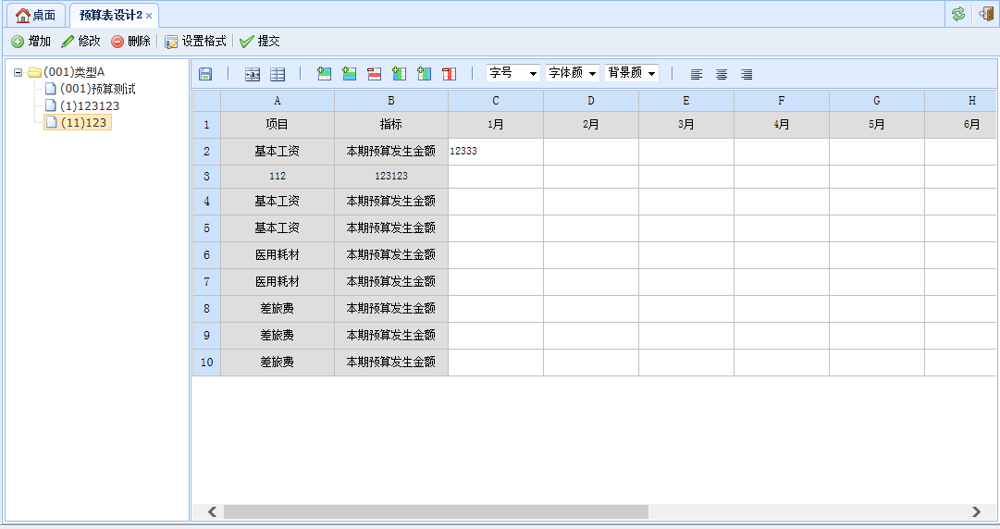 桌面 预算表设计2 ×
增加 修改 删除 设置格式 提交
(001)类型A
(001)预算测试
(1)123123
(11)123
字号 字体颜 背景颜
A B C D E F G H
1 项目 指标 1月 2月 3月 4月 5月 6月
2 基本工资 本期预算发生金额 12333
3 112 123123
4 基本工资 本期预算发生金额
5 基本工资 本期预算发生金额
6 医用耗材 本期预算发生金额
7 医用耗材 本期预算发生金额
8 差旅费 本期预算发生金额
9 差旅费 本期预算发生金额
10 差旅费 本期预算发生金额